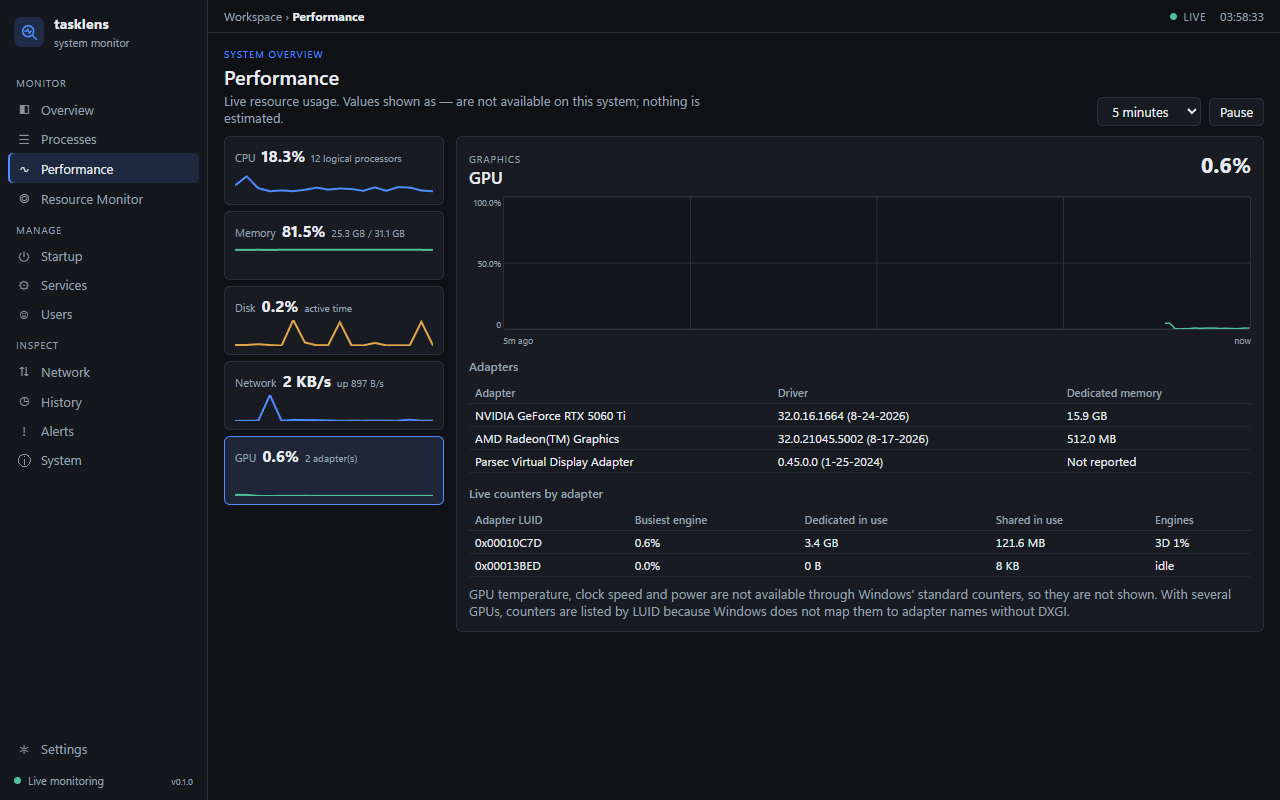 tasklens
system monitor
MONITOR
Overview
Processes
Performance
Resource Monitor
MANAGE
Startup
Services
Users
INSPECT
Network
History
Alerts
System
Settings
Live monitoring v0.1.0
Workspace › Performance
LIVE 03:58:33
SYSTEM OVERVIEW
Performance
Live resource usage. Values shown as — are not available on this system; nothing is
estimated.
5 minutes
Pause
CPU 18.3% 12 logical processors
Memory 81.5% 25.3 GB / 31.1 GB
Disk 0.2% active time
Network 2 KB/s up 897 B/s
GPU 0.6% 2 adapter(s)
GRAPHICS
GPU
0.6%
100.0%
50.0%
0
5m ago now
Adapters
Adapter Driver Dedicated memory
NVIDIA GeForce RTX 5060 Ti 32.0.16.1664 (8-24-2026) 15.9 GB
AMD Radeon(TM) Graphics 32.0.21045.5002 (8-17-2026) 512.0 MB
Parsec Virtual Display Adapter 0.45.0.0 (1-25-2024) Not reported
Live counters by adapter
Adapter LUID Busiest engine Dedicated in use Shared in use Engines
0x00010C7D 0.6% 3.4 GB 121.6 MB 3D 1%
0x00013BED 0.0% 0 B 8 KB idle
GPU temperature, clock speed and power are not available through Windows' standard counters, so they are not shown. With several
GPUs, counters are listed by LUID because Windows does not map them to adapter names without DXGI.